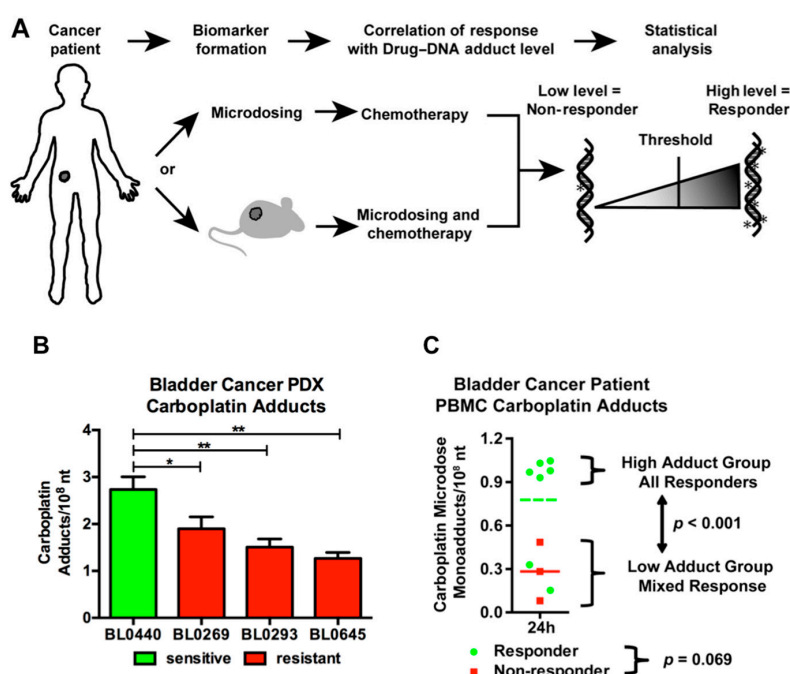 A
Cancer
patient
Biomarker
formation
Correlation of response
with Drug–DNA adduct level
Statistical
analysis
Microdosing
Chemotherapy
or
Microdosing and
chemotherapy
Low level =
Non-responder
High level =
Responder
Threshold
*
*
*
*
*
*
B
Bladder Cancer PDX
Carboplatin Adducts
Carboplatin
Adducts/10⁸ nt
4
3
2
1
0
**
**
*
BL0440 BL0269 BL0293 BL0645
sensitive resistant
C
Bladder Cancer Patient
PBMC Carboplatin Adducts
Carboplatin Microdose
Monoadducts/10⁸ nt
1.2
0.9
0.6
0.3
0.0
24h
High Adduct Group
All Responders
p < 0.001
Low Adduct Group
Mixed Response
Responder
Non-responder
p = 0.069